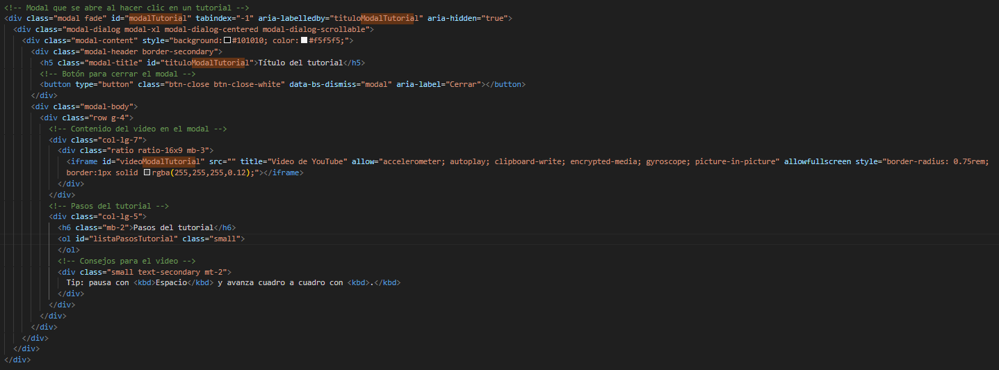 <!-- Modal que se abre al hacer clic en un tutorial -->
<div class="modal fade" id="modalTutorial" tabindex="-1" aria-labelledby="tituloModalTutorial" aria-hidden="true">
<div class="modal-dialog modal-xl modal-dialog-centered modal-dialog-scrollable">
<div class="modal-content" style="background:#101010; color:#f5f5f5;">
<div class="modal-header border-secondary">
<h5 class="modal-title" id="tituloModalTutorial">Título del tutorial</h5>
<!-- Botón para cerrar el modal -->
<button type="button" class="btn-close btn-close-white" data-bs-dismiss="modal" aria-label="Cerrar"></button>
</div>
<div class="modal-body">
<div class="row g-4">
<!-- Contenido del video en el modal -->
<div class="col-lg-7">
<div class="ratio ratio-16x9 mb-3">
<iframe id="videoModalTutorial" src="" title="Video de YouTube" allow="accelerometer; autoplay; clipboard-write; encrypted-media; gyroscope; picture-in-picture" allowfullscreen style="border-radius: 0.75rem;
border:1px solid rgba(255,255,255,0.12);"></iframe>
</div>
</div>
<!-- Pasos del tutorial -->
<div class="col-lg-5">
<h6 class="mb-2">Pasos del tutorial</h6>
<ol id="listaPasosTutorial" class="small">
</ol>
<!-- Consejos para el video -->
<div class="small text-secondary mt-2">
Tip: pausa con <kbd>Espacio</kbd> y avanza cuadro a cuadro con <kbd>.</kbd>
</div>
</div>
</div>
</div>
</div>
</div>
</div>